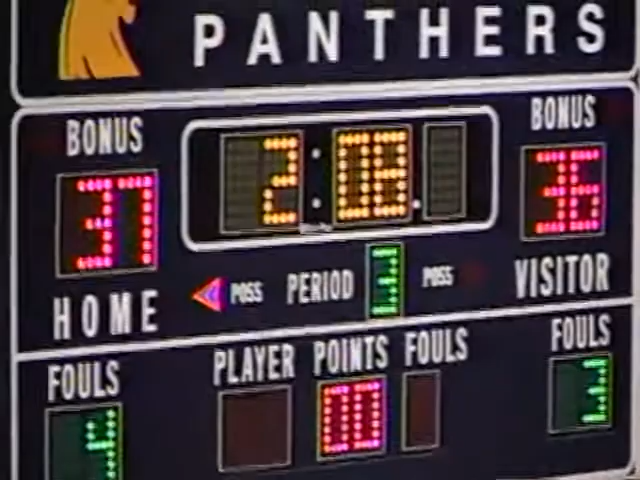 PANTHERS
BONUS 2:08 BONUS
37 36
POSS PERIOD 3 POSS
HOME VISITOR
PLAYER POINTS FOULS
FOULS FOULS
4 00 3